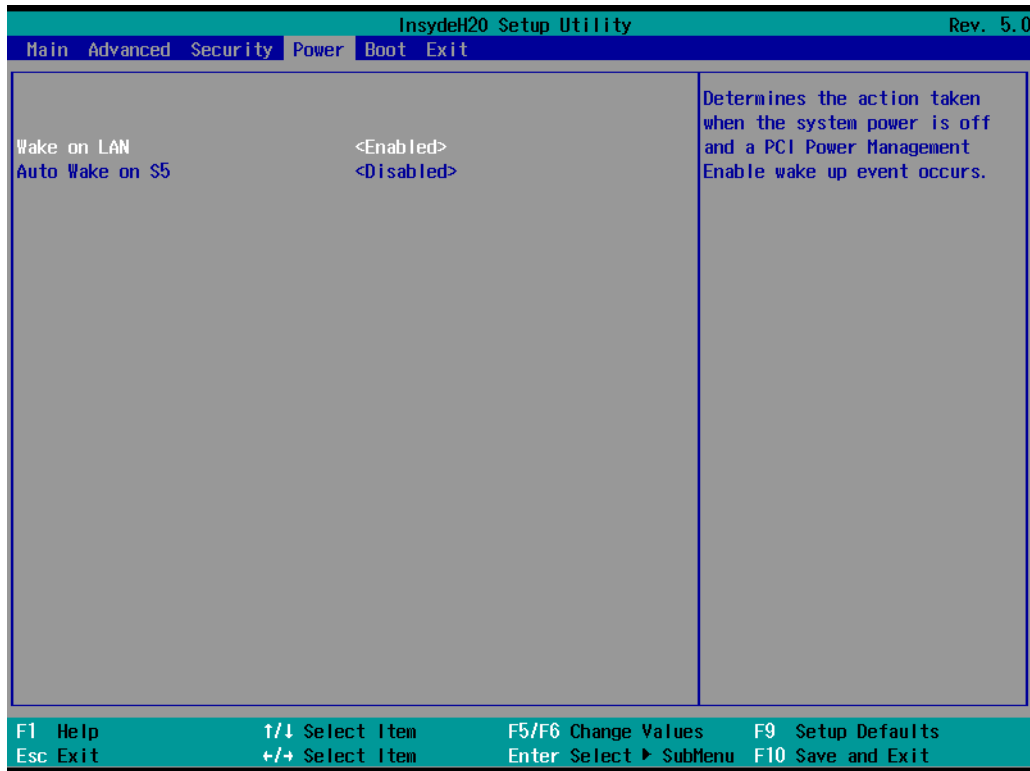 InsydeH20 Setup Utility Rev. 5.0
Main Advanced Security Power Boot Exit
Wake on LAN <Enabled>
Auto Wake on S5 <Disabled>
Determines the action taken
when the system power is off
and a PCI Power Management
Enable wake up event occurs.
F1 Help ↑/↓ Select Item F5/F6 Change Values F9 Setup Defaults
Esc Exit ←/→ Select Item Enter Select ▶ SubMenu F10 Save and Exit